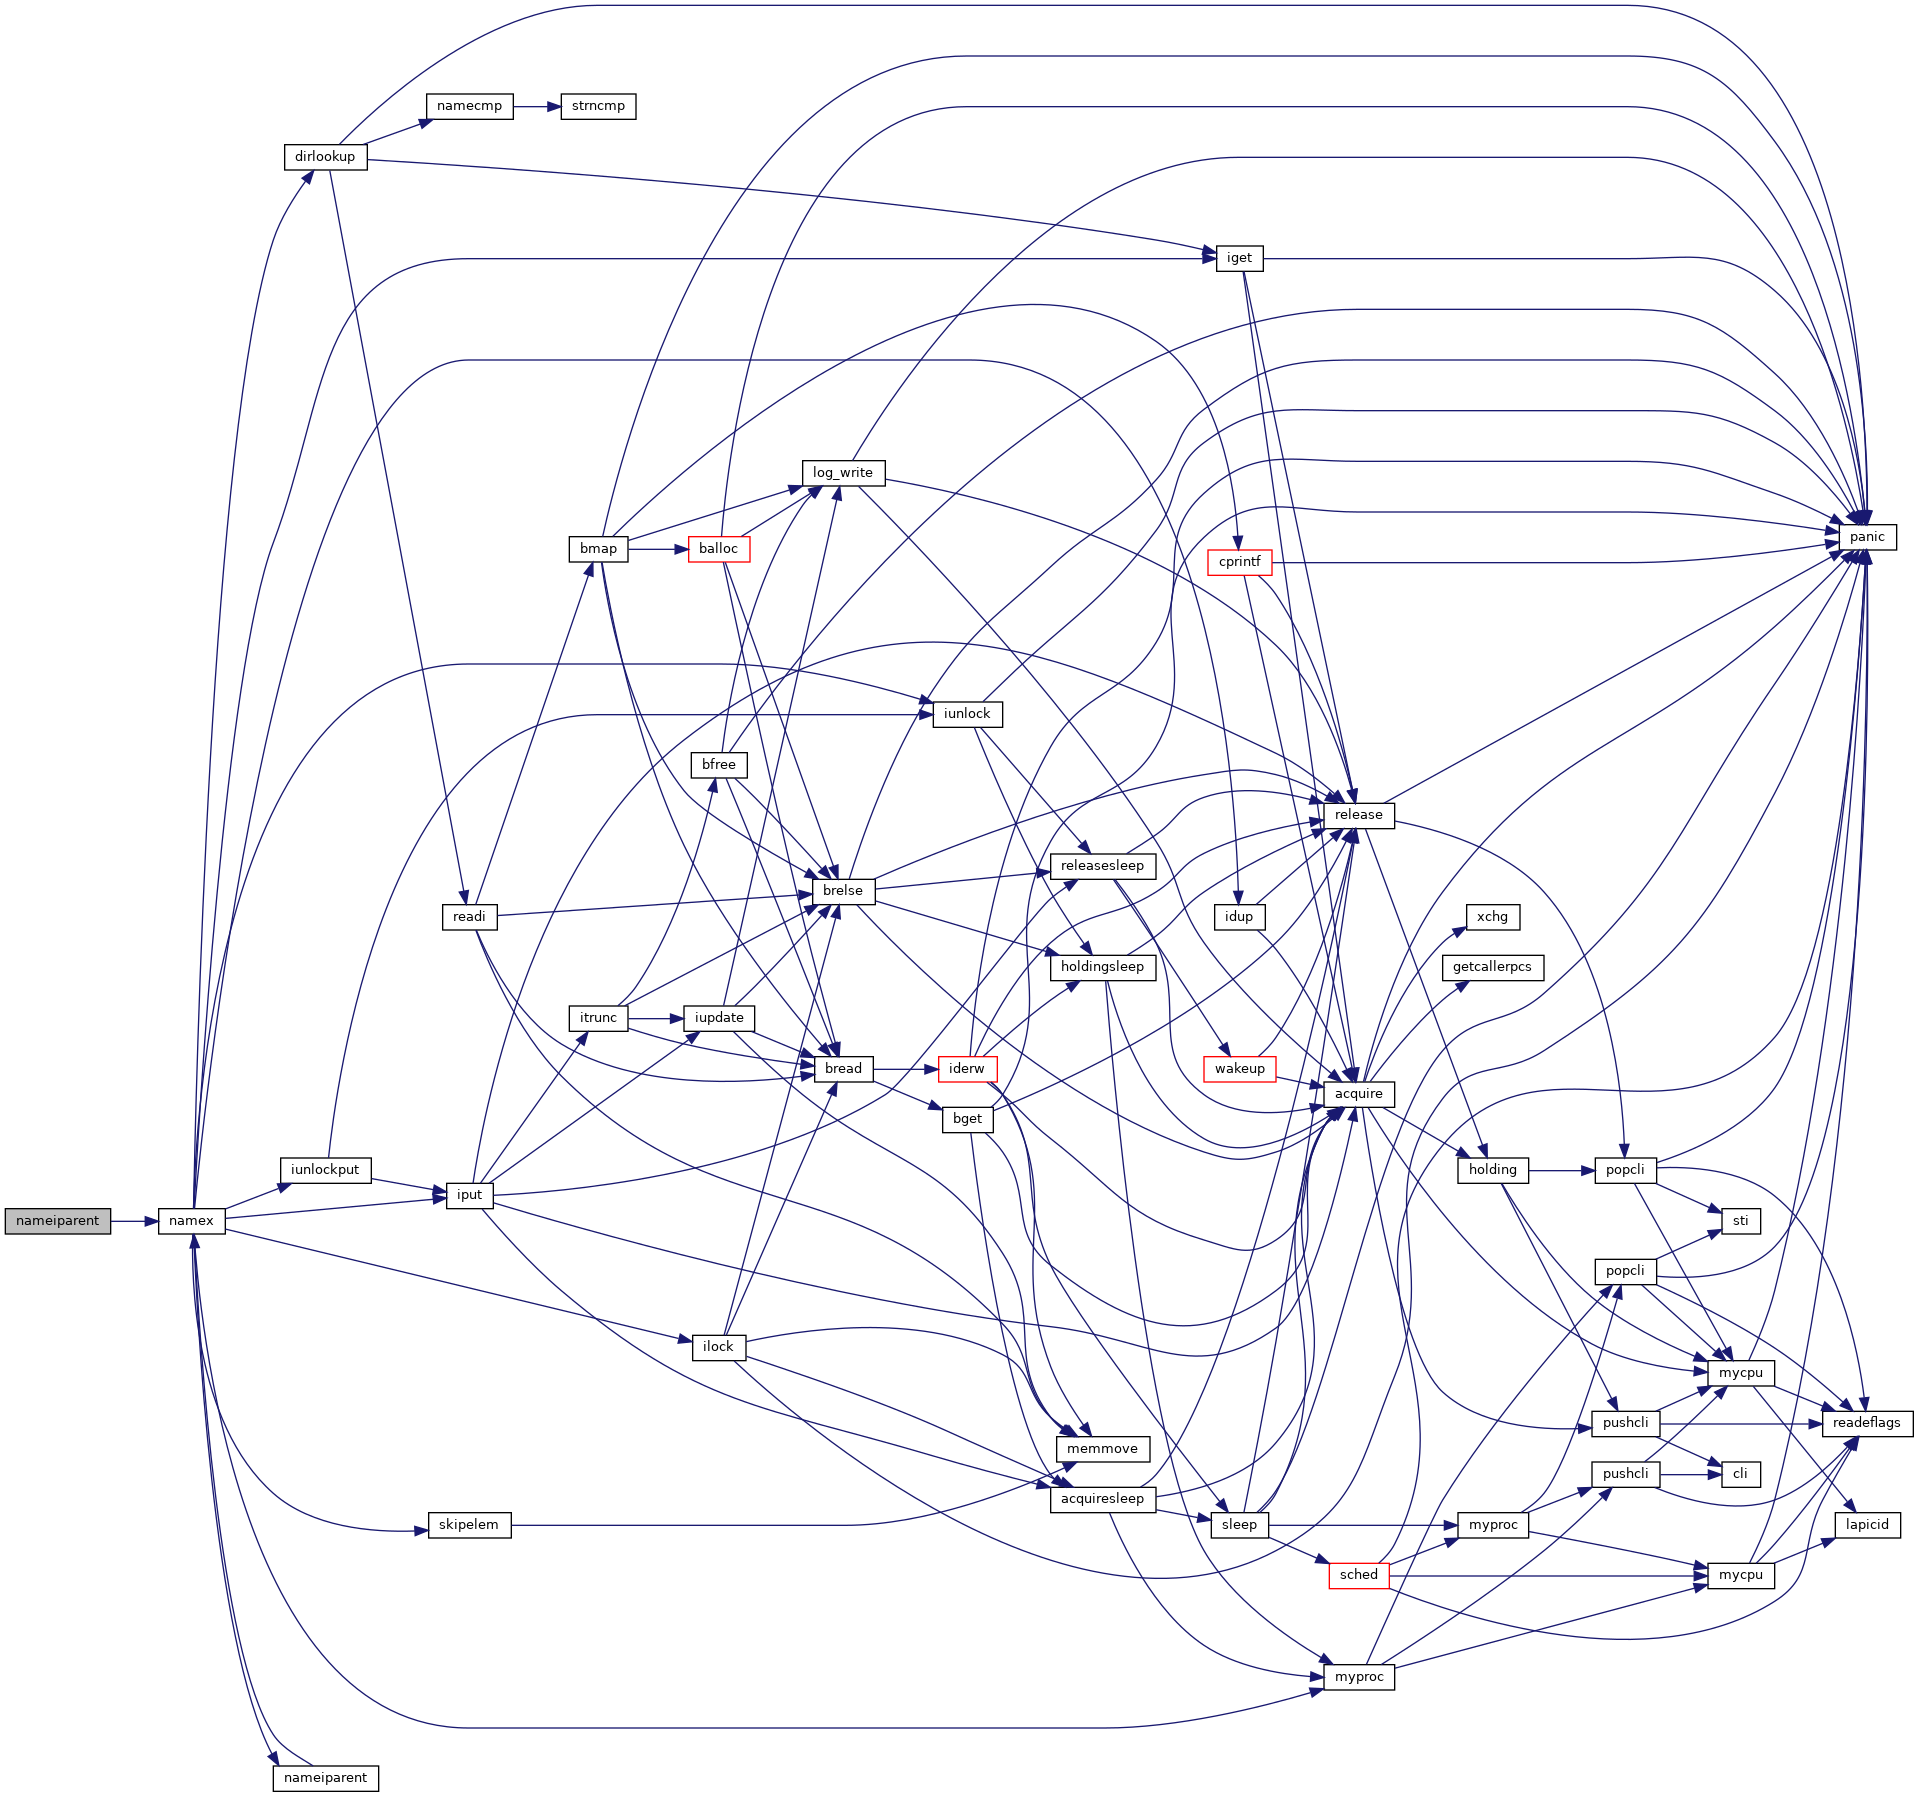 namecmp
strncmp
dirlookup
iget
log_write
panic
bmap
balloc
cprintf
iunlock
bfree
release
releasesleep
brelse
readi
idup
xchg
holdingsleep
getcallerpcs
itrunc
iupdate
bread
iderw
wakeup
acquire
bget
iunlockput
holding
popcli
iput
nameiparent
namex
sti
popcli
ilock
mycpu
pushcli
readeflags
memmove
pushcli
cli
acquiresleep
skipelem
sleep
myproc
lapicid
sched
mycpu
myproc
nameiparent